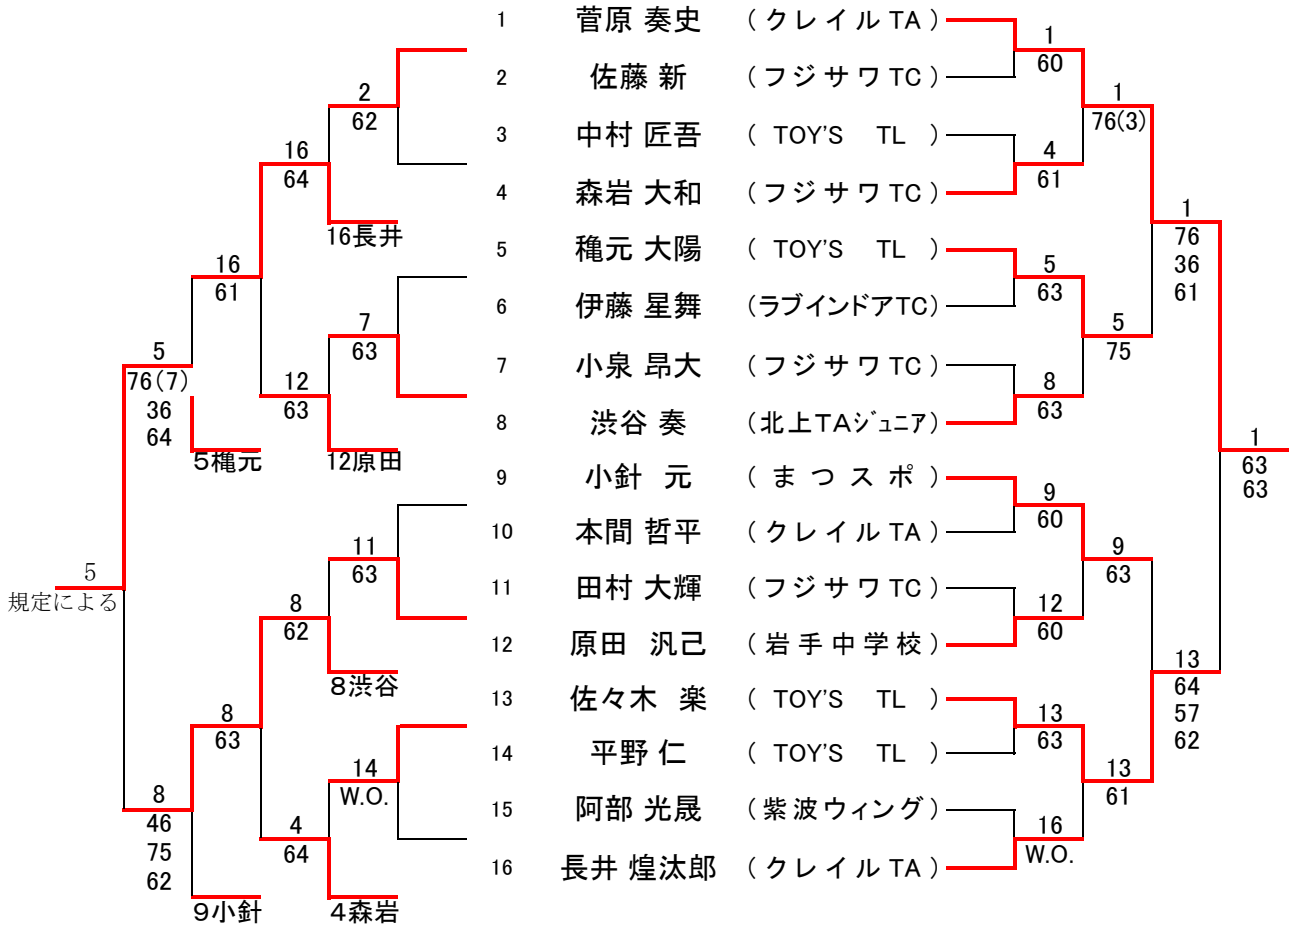 1 菅原 奏史 （クレイルTA）
2 佐藤 新 （フジサワTC）
3 中村 匠吾 （ TOY'S TL ）
4 森岩 大和 （フジサワTC）
5 穐元 大陽 （ TOY'S TL ）
6 伊藤 星舞 （ラブインドアTC）
7 小泉 昂大 （フジサワTC）
8 渋谷 奏 （北上TAジュニア）
9 小針 元 （まつスポ）
10 本間 哲平 （クレイルTA）
11 田村 大輝 （フジサワTC）
12 原田 汎己 （岩手中学校）
13 佐々木 楽 （ TOY'S TL ）
14 平野 仁 （ TOY'S TL ）
15 阿部 光晟 （紫波ウィング）
16 長井 煌汰郎 （クレイルTA）
1
60
4
61
5
63
8
63
9
60
12
60
13
63
16
W.O.
1
76(3)
5
75
9
63
13
61
1
76
36
61
13
64
57
62
1
63
63
2
62
7
63
11
63
14
W.O.
16
64
16長井
12
63
12原田
8
62
8渋谷
4
64
4森岩
16
61
8
63
5
76(7)
36
64
5穐元
8
46
75
62
9小針
5
規定による